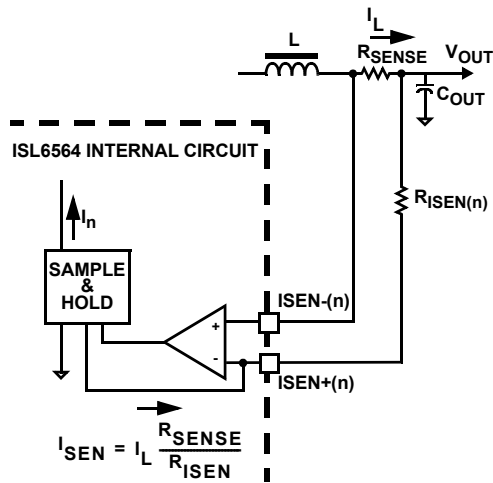 I_L
L
R_SENSE
V_OUT
C_OUT
ISL6564 INTERNAL CIRCUIT
R_ISEN(n)
I_n
SAMPLE
&
HOLD
ISEN-(n)
+
-
ISEN+(n)
I_SEN = I_L R_SENSE / R_ISEN